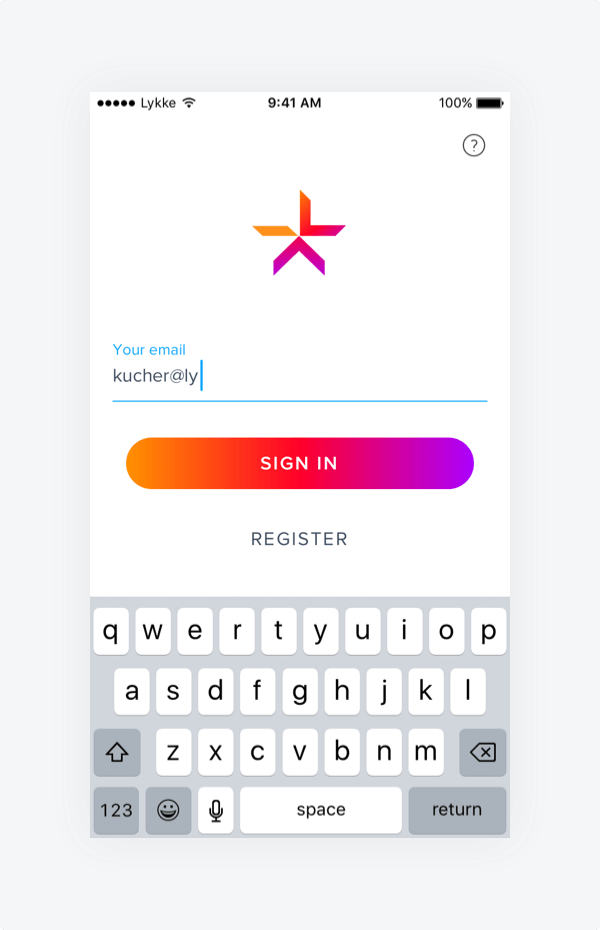 Lykke 9:41 AM 100%
?
Your email
kucher@ly
SIGN IN
REGISTER
q w e r t y u i o p
a s d f g h j k l
z x c v b n m
123 space return